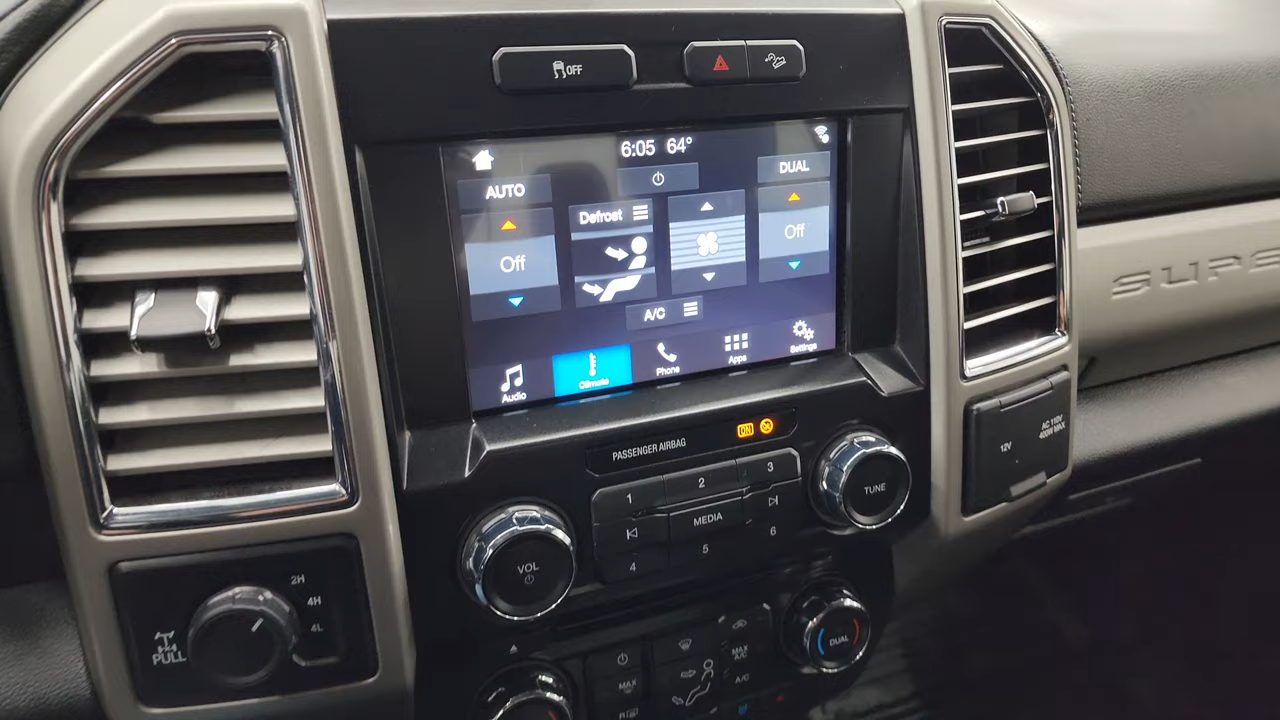 OFF
6:05 64°
AUTO
DUAL
Defrost
Off
Off
A/C
Audio
Climate
Phone
Apps
Settings
SUPE
PASSENGER AIRBAG
ON
12V
AC 110V
400W MAX
1
2
3
MEDIA
4
5
6
VOL
TUNE
2H
4H
4L
PULL
DUAL
MAX
A/C
MAX
A/C
R